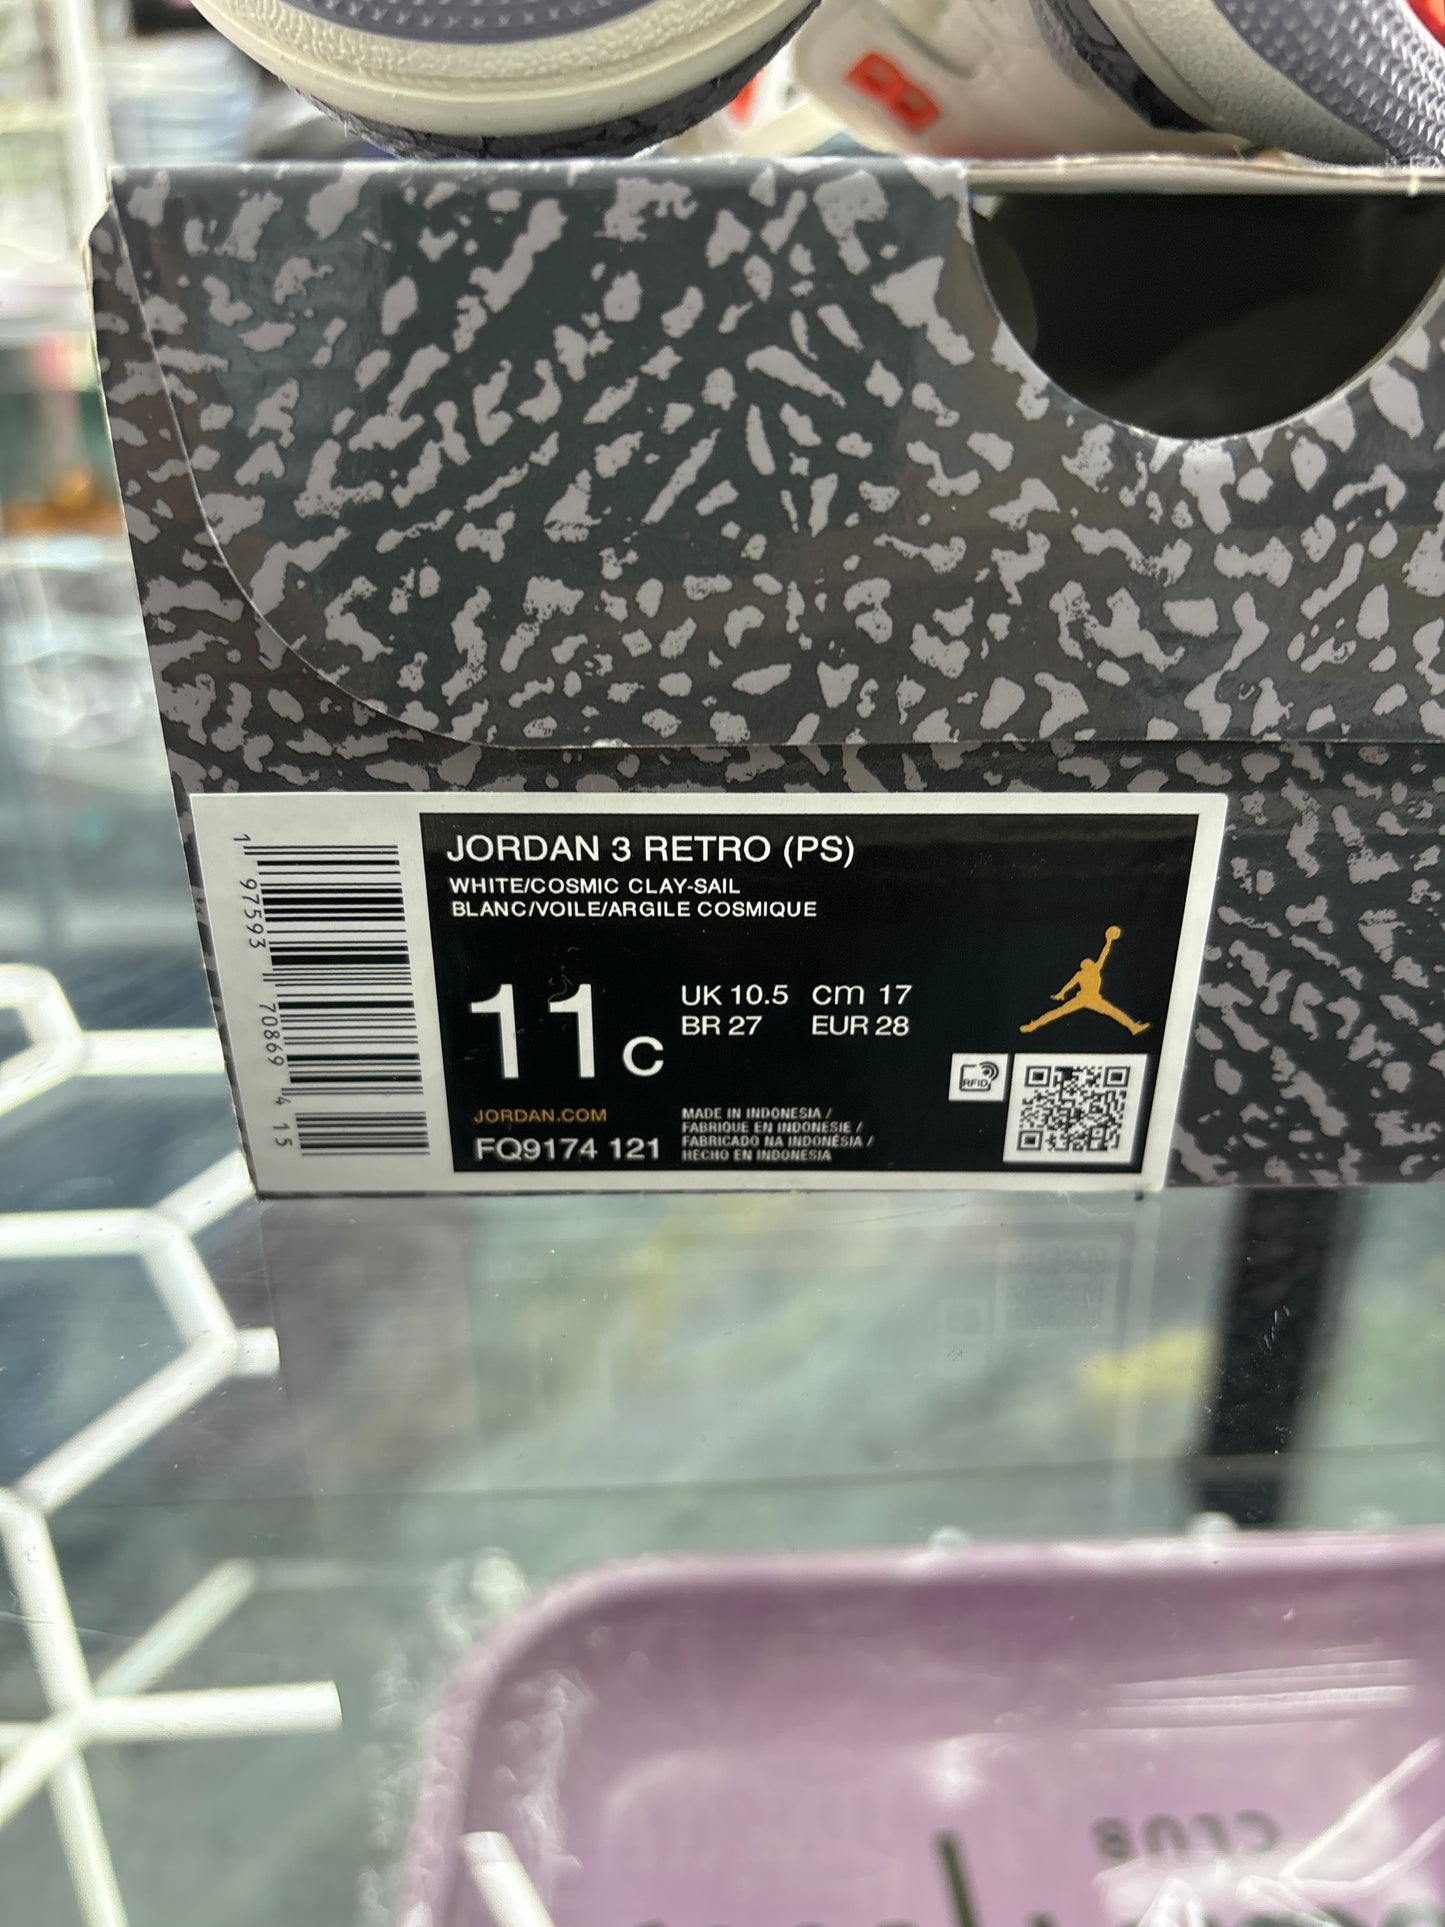 JORDAN 3 RETRO (PS)
WHITE/COSMIC CLAY-SAIL
BLANC/VOILE/ARGILE COSMIQUE
11c
UK 10.5 cm 17
BR 27 EUR 28
RFID
JORDAN.COM
FQ9174 121
MADE IN INDONESIA /
FABRIQUE EN INDONESIE /
FABRICADO NA INDONÉSIA /
HECHO EN INDONESIA
1 97593 70869 4 15
CLUB